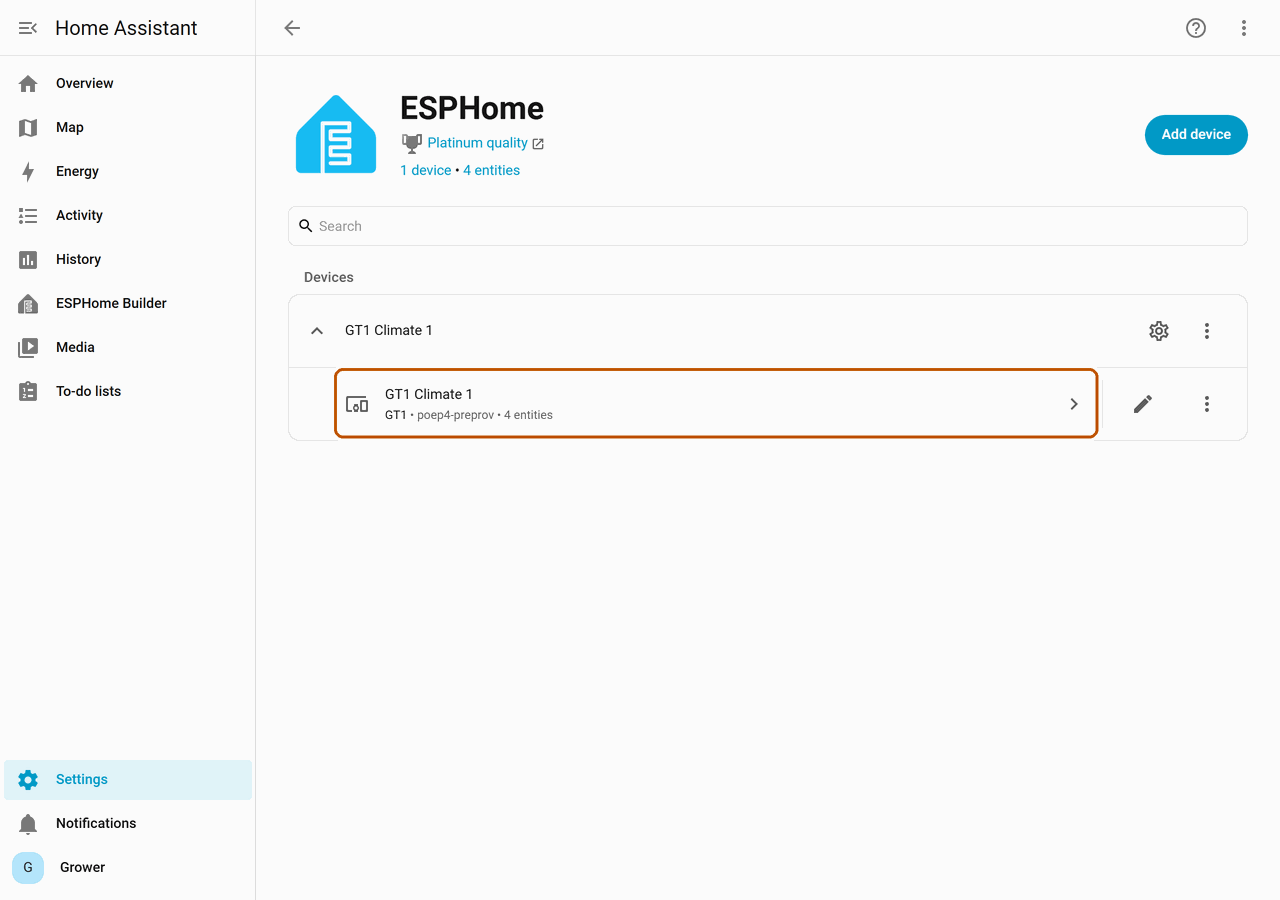 Home Assistant
Overview
Map
Energy
Activity
History
ESPHome Builder
Media
To-do lists
Settings
Notifications
G Grower
ESPHome
Platinum quality
1 device • 4 entities
Add device
Search
Devices
GT1 Climate 1
GT1 Climate 1
GT1 • poep4-preprov • 4 entities